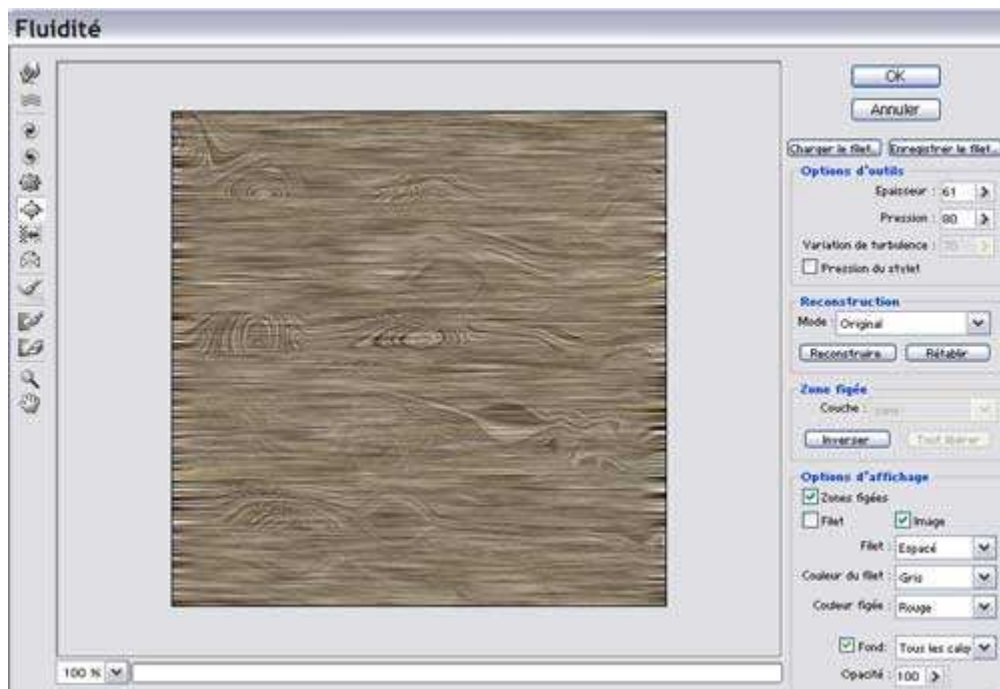 Fluidité
OK
Annuler
Charger le filet... Enregistrer le filet...
Options d'outils
Epaisseur : 61
Pression : 80
Variation de turbulence : 70
Pression du stylet
Reconstruction
Mode : Original
Reconstruire Rétablir
Zone figée
Couche :
Inverser Tout libérer
Options d'affichage
Zones figées
Filet Image
Filet : Espacé
Couleur du filet : Gris
Couleur figée : Rouge
Fond: Tous les calq
Opacité : 100
100 %